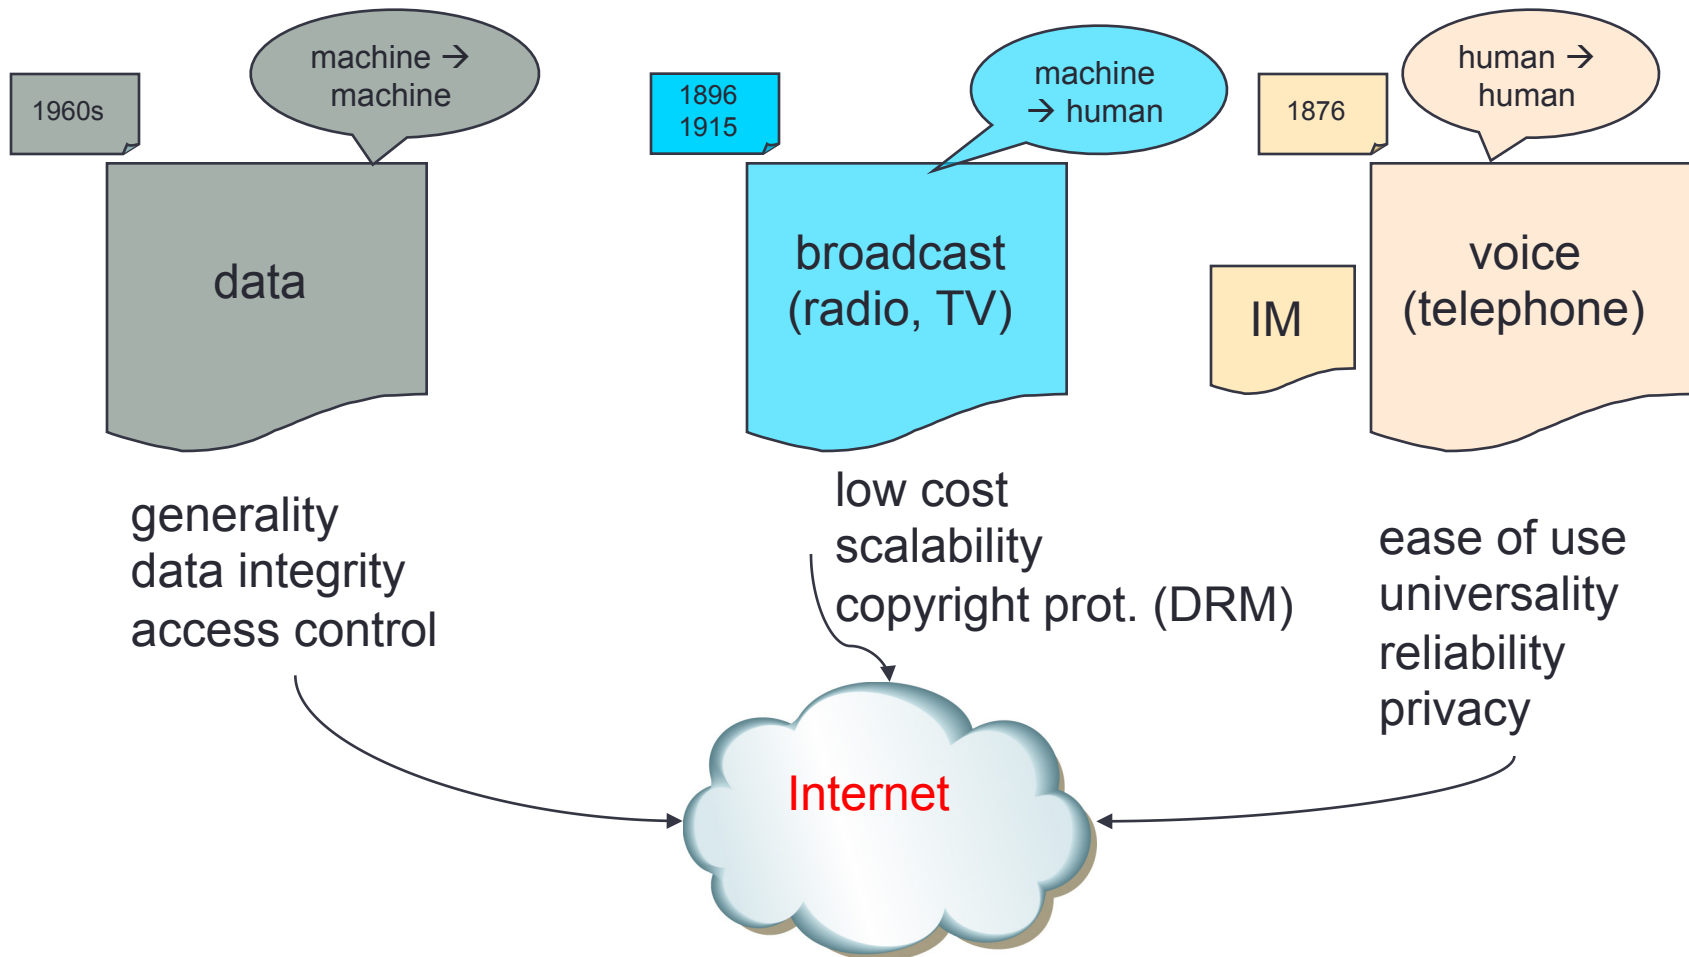 1960s
machine →
machine
data
generality
data integrity
access control
1896
1915
machine
→ human
broadcast
(radio, TV)
low cost
scalability
copyright prot. (DRM)
1876
human →
human
IM
voice
(telephone)
ease of use
universality
reliability
privacy
Internet